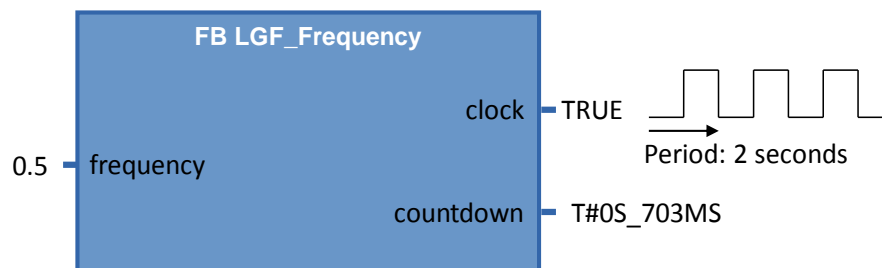 FB LGF_Frequency
clock TRUE
Period: 2 seconds
0.5 frequency
countdown T#0S_703MS